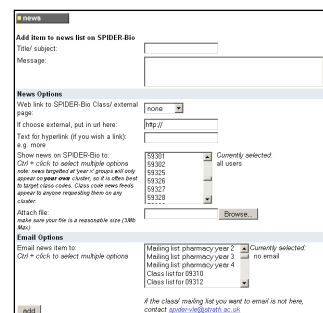 news
Add item to news list on SPIDER-Bio
Title/ subject:
Message:
News Options
Web link to SPIDER-Bio Class/ external page:
none
If choose external, put in url here:
http://
Text for hyperlink (if you wish a link):
e.g. more
Show news on SPIDER-Bio to:
Ctrl + click to select multiple options
note: news targetted at 'year x' groups will only
appear on your own cluster, so it is often best
to target class codes. Class code news feeds
appear to anyone requesting them on any
cluster.
59301
59302
59325
59326
59327
59328
Currently selected:
all users
Attach file:
make sure your file is a reasonable size (3Mb
Max)
Browse...
Email Options
Email news item to:
Ctrl + click to select multiple options
Mailing list pharmacy year 2
Mailing list pharmacy year 3
Mailing list pharmacy year 4
Class list for 09310
Class list for 09312
Currently selected:
no email
if the class/ mailing list you want to email is not here,
contact spider-vle@strath.ac.uk
add